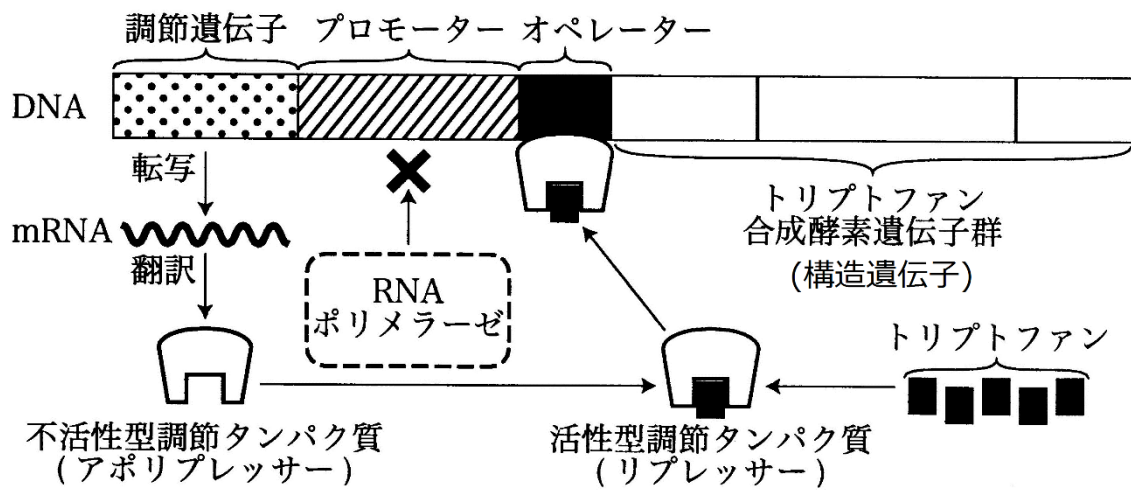 調節遺伝子 プロモーター オペレーター
DNA
転写
mRNA
翻訳
RNA
ポリメラーゼ
トリプトファン
合成酵素遺伝子群
(構造遺伝子)
トリプトファン
不活性型調節タンパク質
(アポリプレッサー)
活性型調節タンパク質
(リプレッサー)